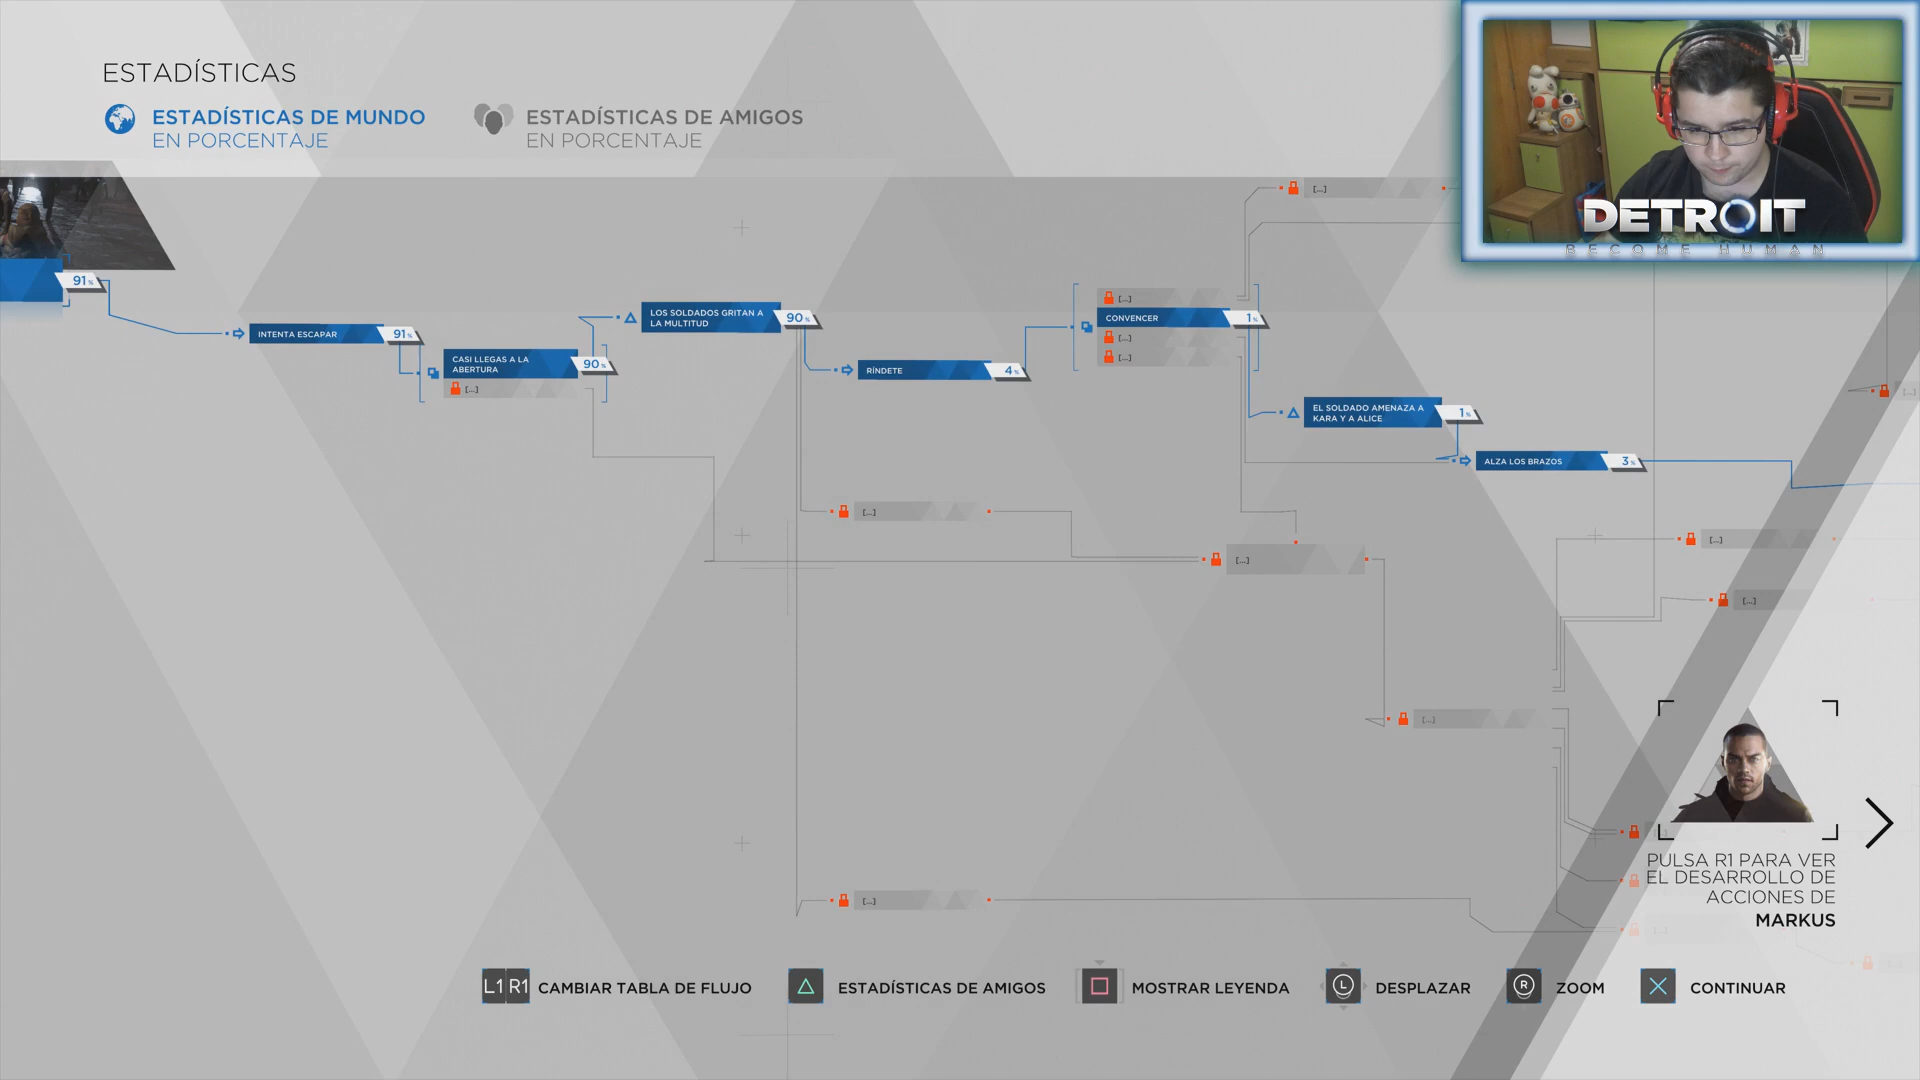 ESTADÍSTICAS
ESTADÍSTICAS DE MUNDO
EN PORCENTAJE
ESTADÍSTICAS DE AMIGOS
EN PORCENTAJE
DETROIT
BECOME HUMAN
[...]
91%
INTENTA ESCAPAR 91%
CASI LLEGAS A LA
ABERTURA
90%
[...]
LOS SOLDADOS GRITAN A
LA MULTITUD
90%
RÍNDETE 4%
[...]
CONVENCER 1%
[...]
[...]
EL SOLDADO AMENAZA A
KARA Y A ALICE
1%
ALZA LOS BRAZOS 3%
[...]
[...]
[...]
[...]
[...]
[...]
[...]
[...]
PULSA R1 PARA VER
EL DESARROLLO DE
ACCIONES DE
MARKUS
L1 R1 CAMBIAR TABLA DE FLUJO
ESTADÍSTICAS DE AMIGOS
MOSTRAR LEYENDA
L DESPLAZAR
R ZOOM
CONTINUAR